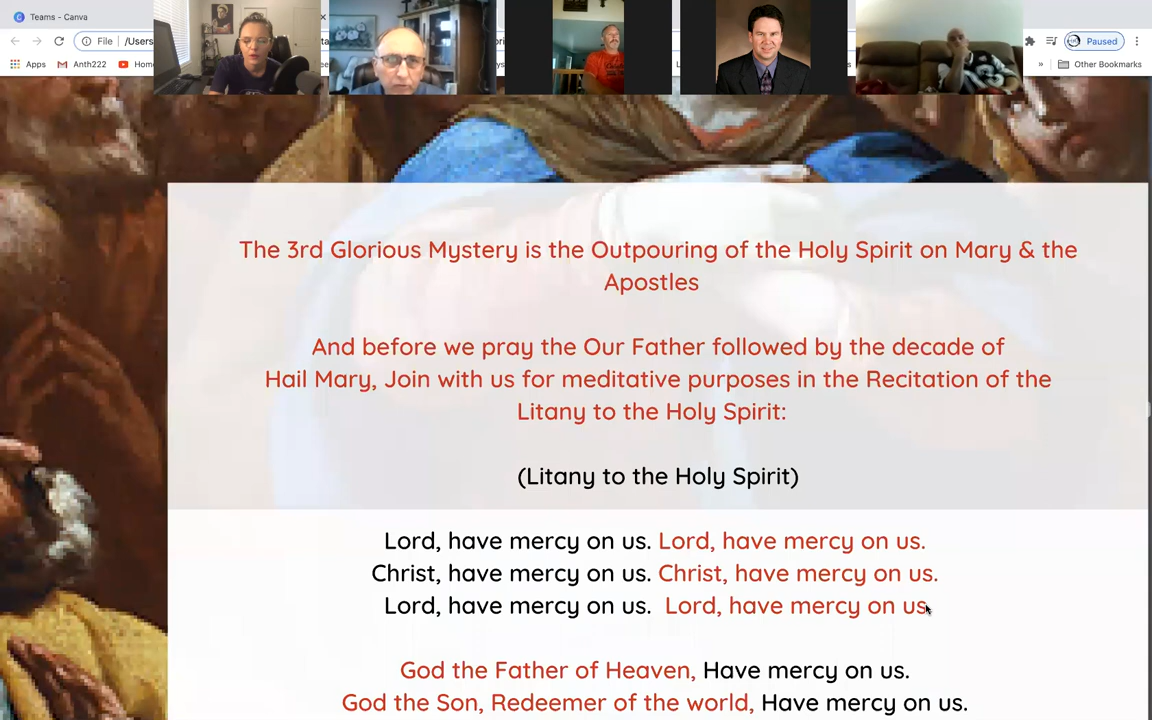 Teams - Canva
File
/Users
Paused
Apps
Anth222
Hom
»
Other Bookmarks
The 3rd Glorious Mystery is the Outpouring of the Holy Spirit on Mary & the
Apostles
And before we pray the Our Father followed by the decade of
Hail Mary, Join with us for meditative purposes in the Recitation of the
Litany to the Holy Spirit:
(Litany to the Holy Spirit)
Lord, have mercy on us. Lord, have mercy on us.
Christ, have mercy on us. Christ, have mercy on us.
Lord, have mercy on us. Lord, have mercy on us.
God the Father of Heaven, Have mercy on us.
God the Son, Redeemer of the world, Have mercy on us.